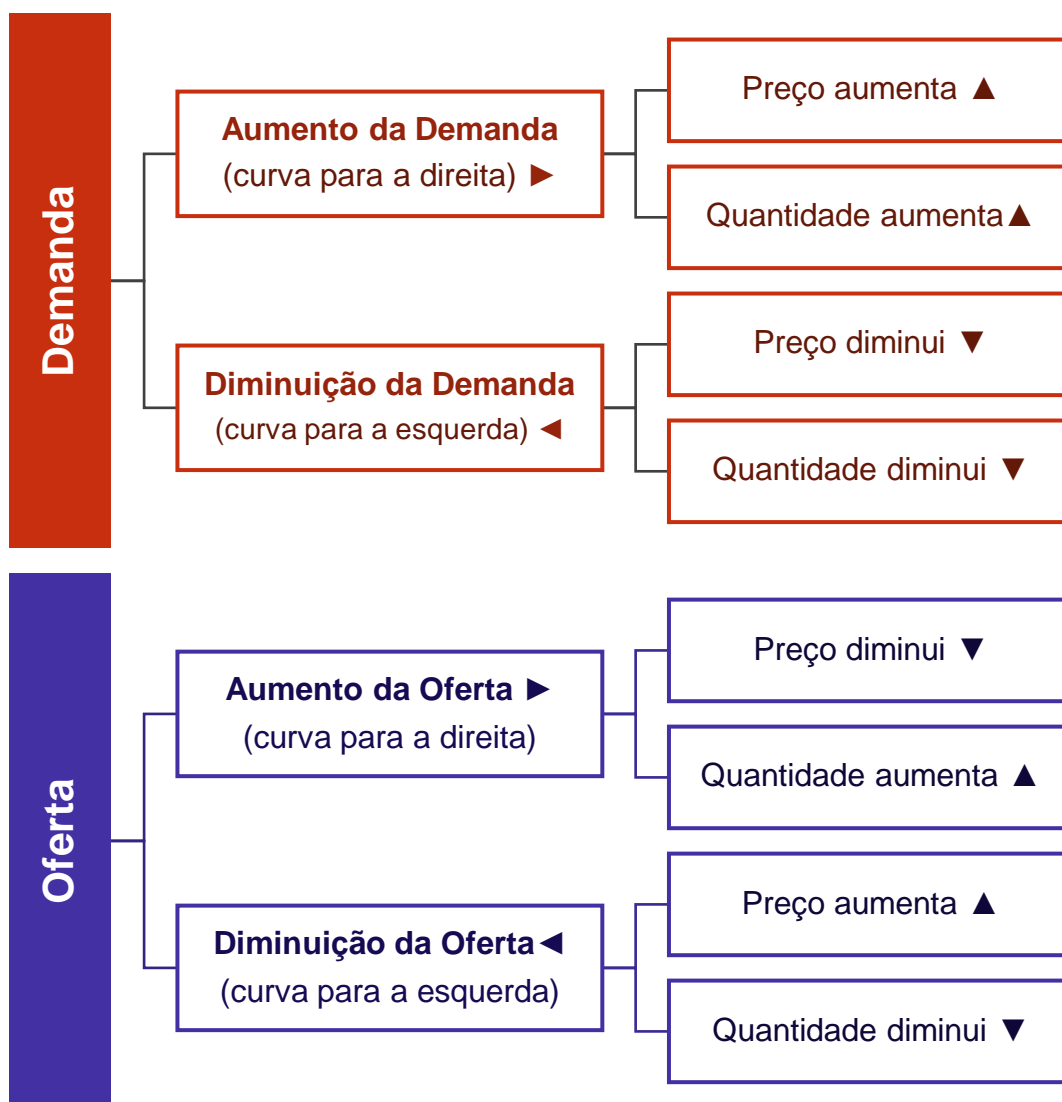 Demanda
Aumento da Demanda
(curva para a direita) ►
Preço aumenta ▲
Quantidade aumenta▲
Diminuição da Demanda
(curva para a esquerda) ◄
Preço diminui ▼
Quantidade diminui ▼
Oferta
Aumento da Oferta ►
(curva para a direita)
Preço diminui ▼
Quantidade aumenta ▲
Diminuição da Oferta◄
(curva para a esquerda)
Preço aumenta ▲
Quantidade diminui ▼